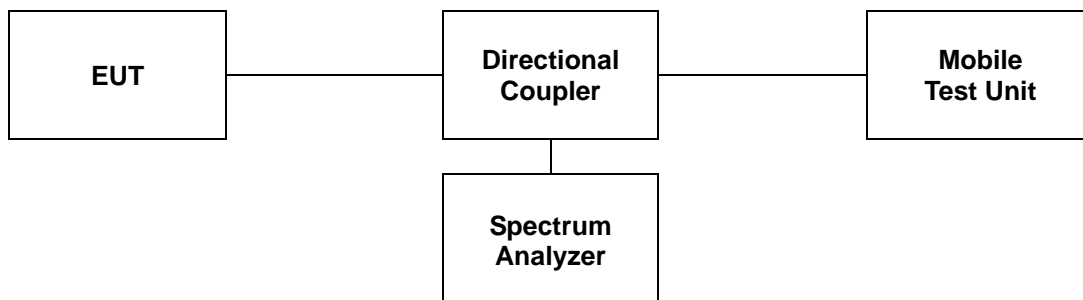 EUT
Directional
Coupler
Mobile
Test Unit
Spectrum
Analyzer